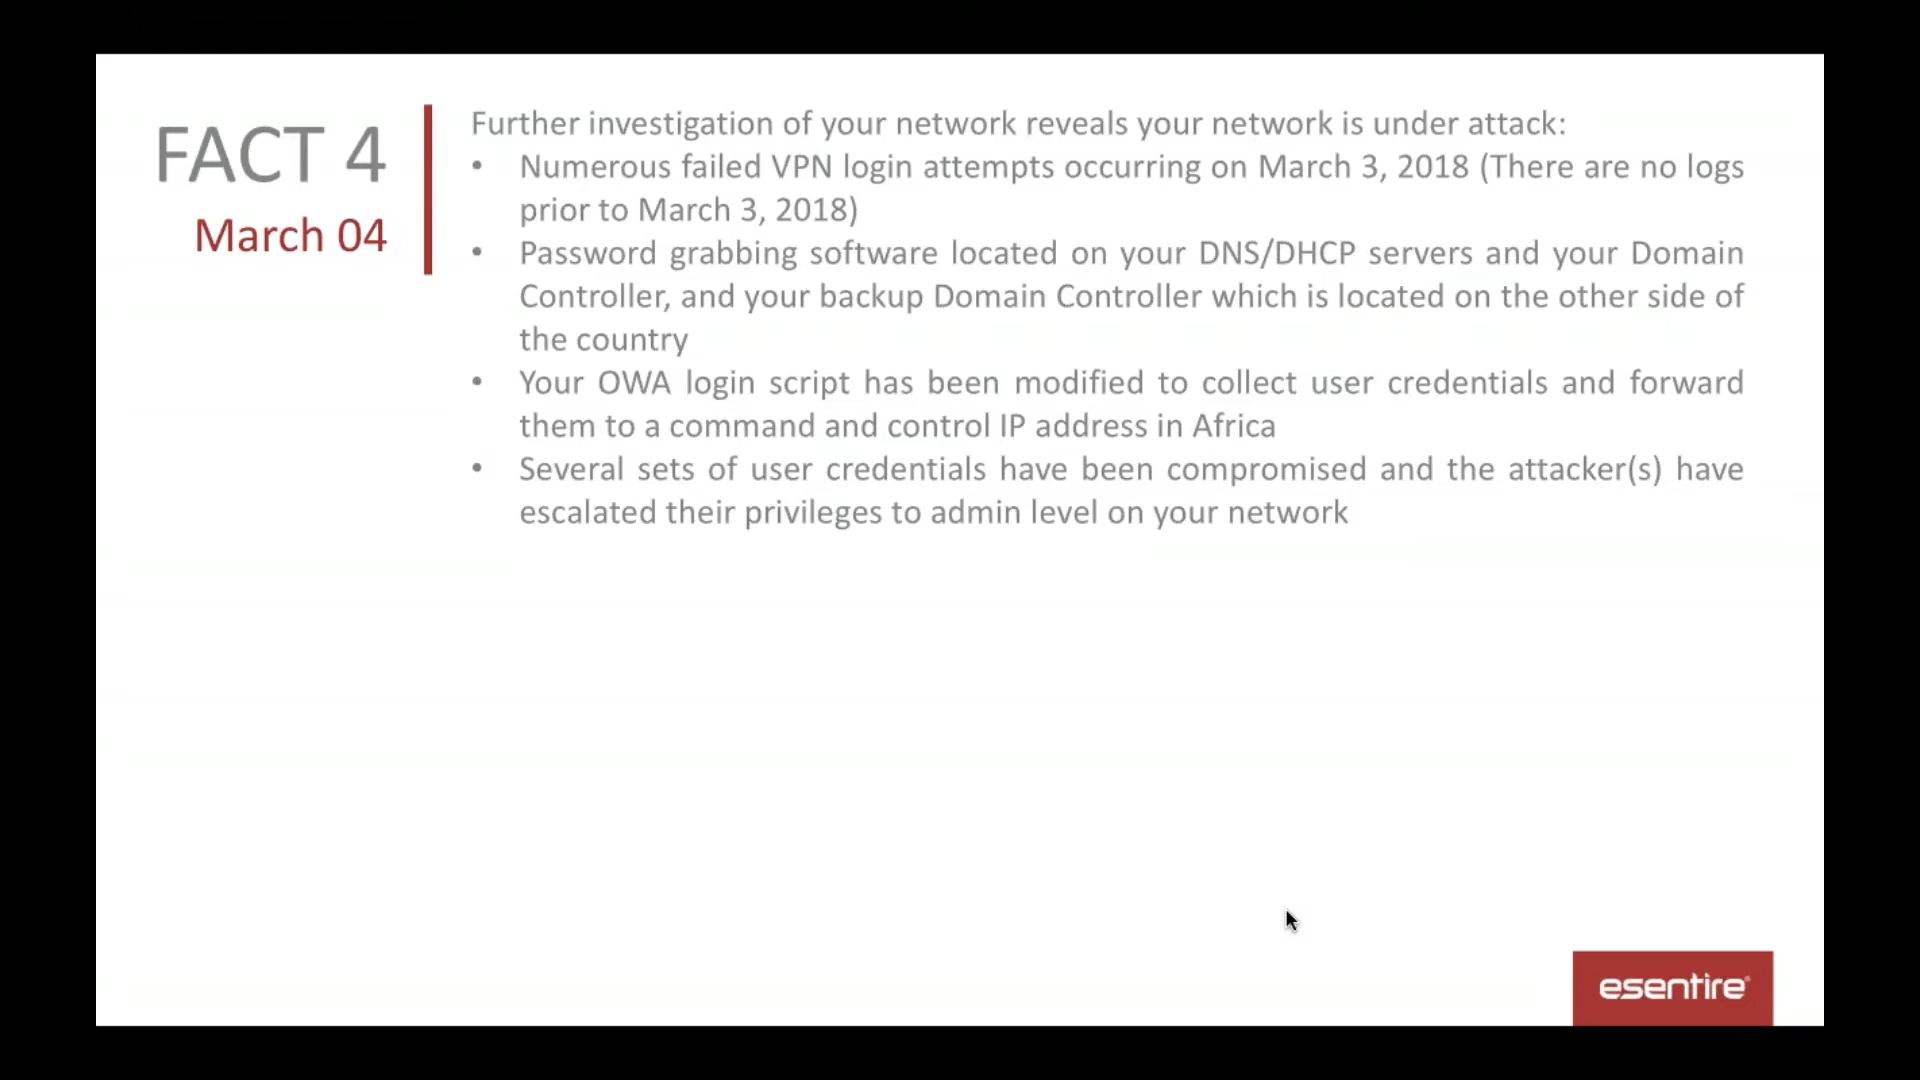 FACT 4
March 04
Further investigation of your network reveals your network is under attack:
• Numerous failed VPN login attempts occurring on March 3, 2018 (There are no logs
prior to March 3, 2018)
• Password grabbing software located on your DNS/DHCP servers and your Domain
Controller, and your backup Domain Controller which is located on the other side of
the country
• Your OWA login script has been modified to collect user credentials and forward
them to a command and control IP address in Africa
• Several sets of user credentials have been compromised and the attacker(s) have
escalated their privileges to admin level on your network
esentire